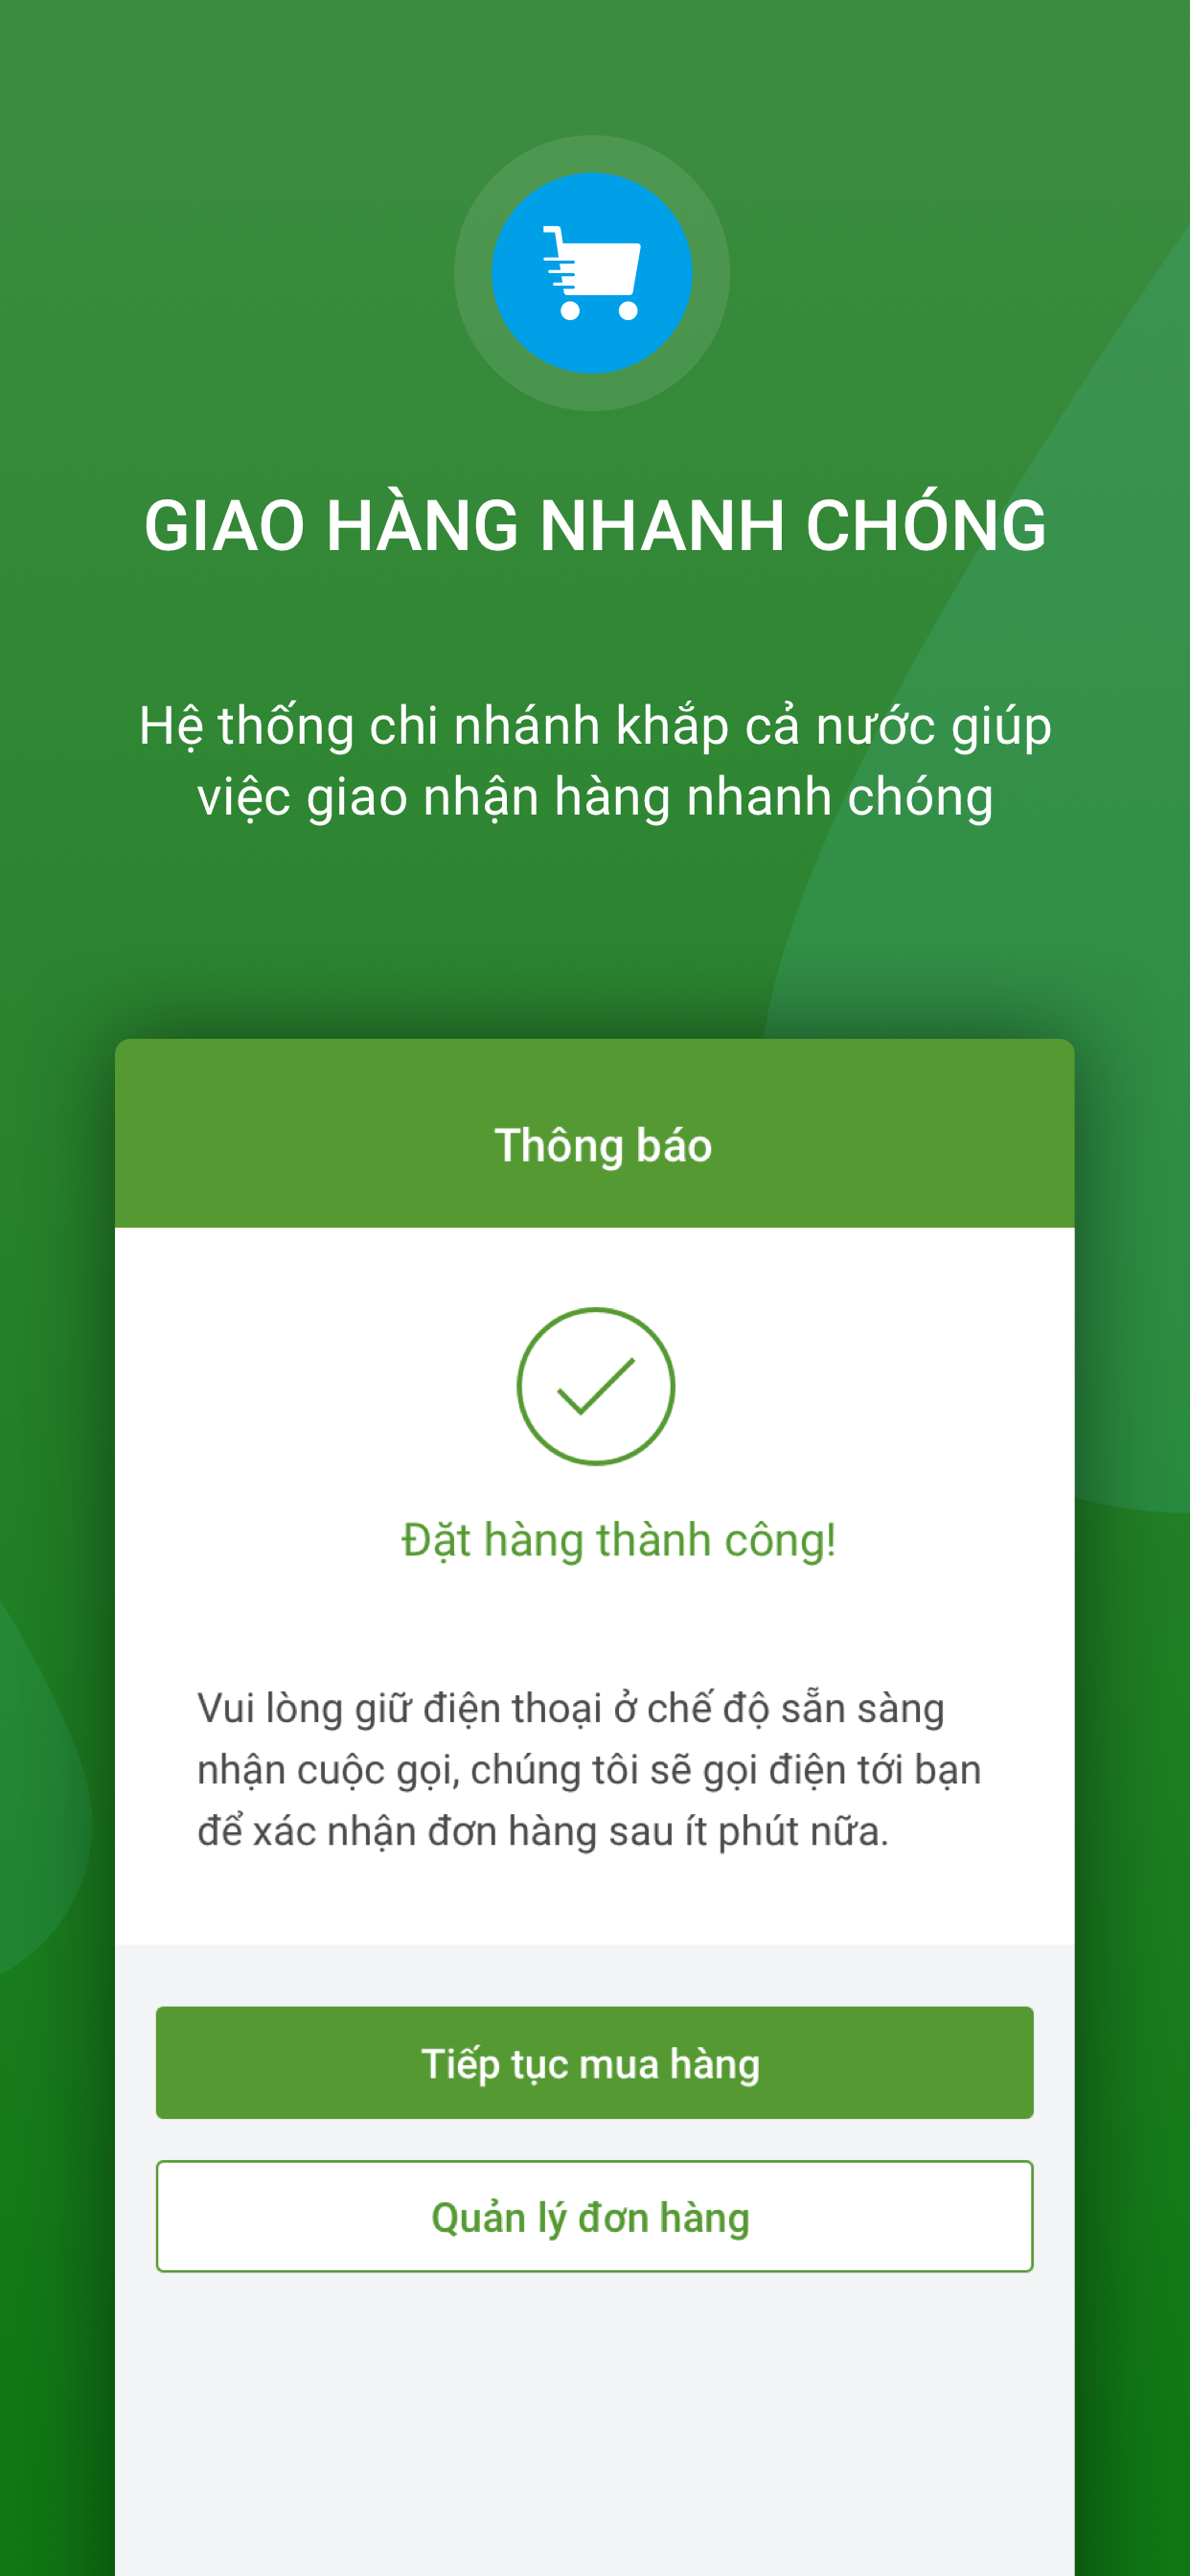 GIAO HÀNG NHANH CHÓNG
Hệ thống chi nhánh khắp cả nước giúp
việc giao nhận hàng nhanh chóng
Thông báo
Đặt hàng thành công!
Vui lòng giữ điện thoại ở chế độ sẵn sàng
nhận cuộc gọi, chúng tôi sẽ gọi điện tới bạn
để xác nhận đơn hàng sau ít phút nữa.
Tiếp tục mua hàng
Quản lý đơn hàng